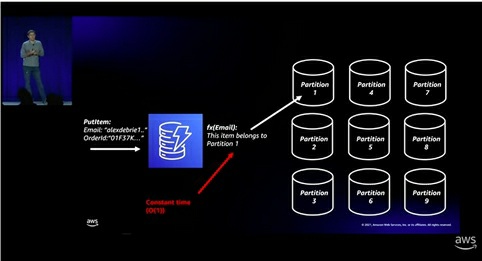 PutItem:
Email: "alexdebrie1.."
OrderId:"01F37K..."
fx(Email):
This item belongs to
Partition 1
Constant time
(O(1))
Partition
1
Partition
4
Partition
7
Partition
2
Partition
5
Partition
8
Partition
3
Partition
6
Partition
9
aws
© 2021, Amazon Web Services, Inc. or its affiliates. All rights reserved.
aws